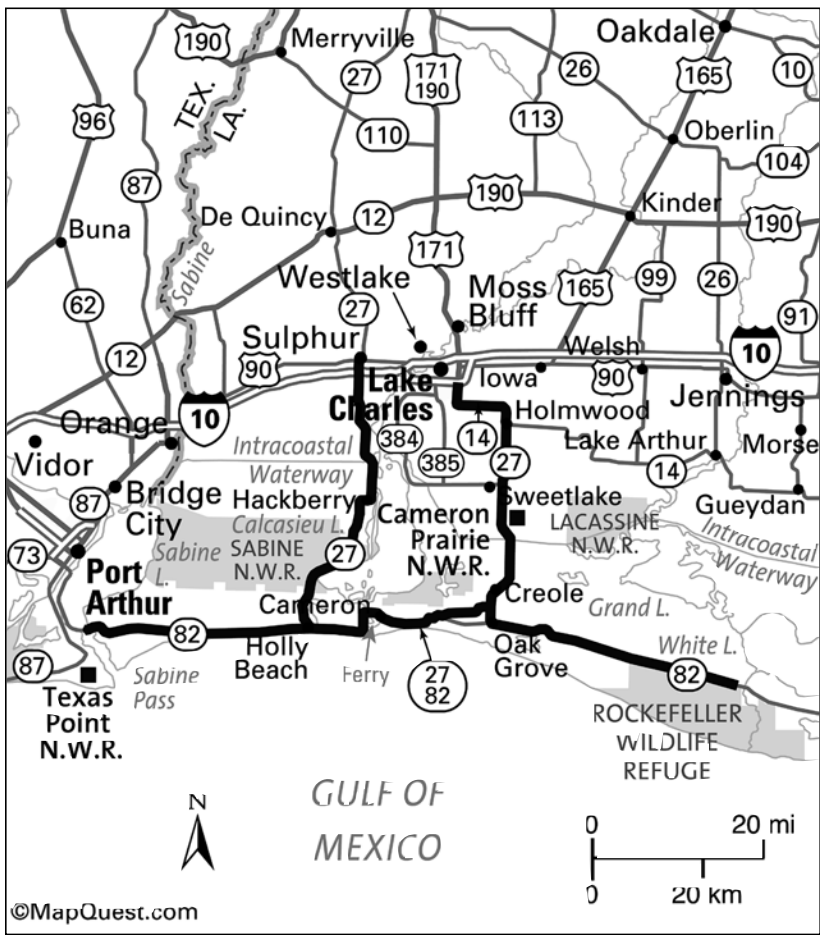 190
Merryville
Oakdale
171
190
27
26
165
10
TEX.
LA.
96
110
113
Oberlin
104
87
190
Kinder
190
De Quincy
12
Buna
Sabine
171
Westlake
Moss
Bluff
165
99
26
62
27
91
Sulphur
12
90
Welsh
10
Lake
Charles
Iowa
90
Jennings
10
Orange
Holmwood
384
14
Lake Arthur
Morse
Vidor
Intracoastal
Waterway
385
27
14
87
Bridge
City
Hackberry
Sweetlake
Gueydan
Calcasieu L.
Cameron
Prairie
N.W.R.
LACASSINE
N.W.R.
Intracoastal
Waterway
73
Sabine
L.
SABINE
N.W.R.
27
Port
Arthur
Cameron
Creole
Grand L.
82
Holly
Beach
Oak
Grove
White L.
87
Sabine
Pass
Ferry
27
82
82
Texas
Point
N.W.R.
ROCKEFELLER
WILDLIFE
REFUGE
GULF OF
MEXICO
N
0 20 mi
0 20 km
©MapQuest.com